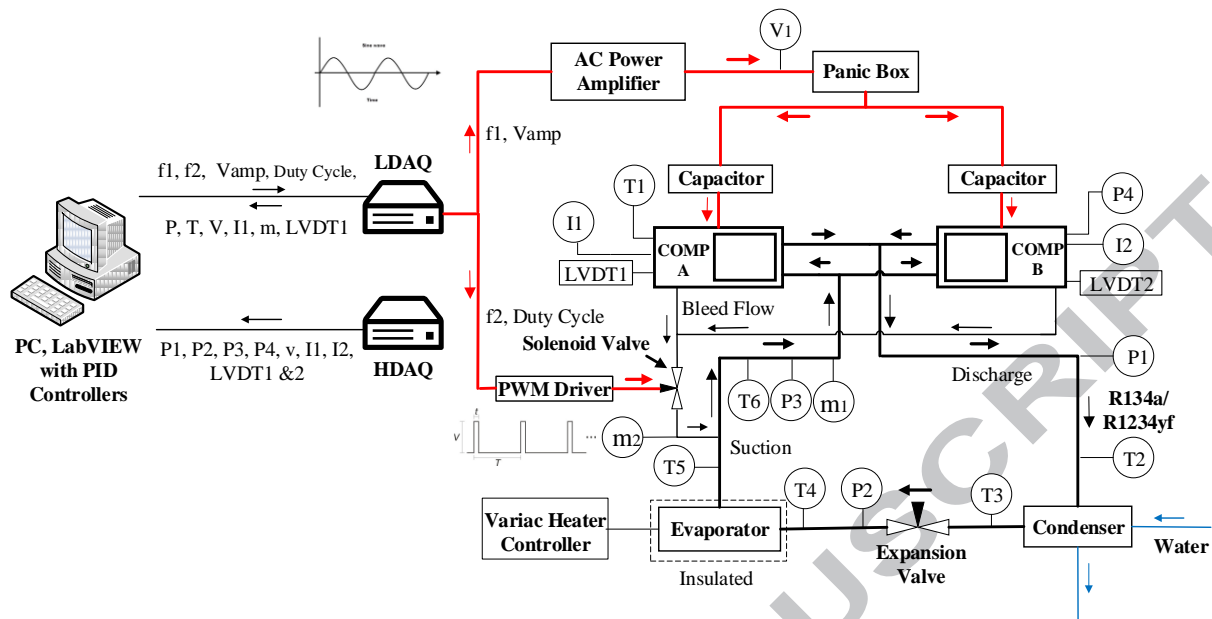 Sine wave
Time
AC Power
Amplifier
V1
Panic Box
f1, Vamp
LDAQ
f1, f2, Vamp, Duty Cycle,
P, T, V, I1, m, LVDT1
Capacitor
Capacitor
T1
I1
LVDT1
COMP
A
COMP
B
P4
I2
LVDT2
Bleed Flow
f2, Duty Cycle
Solenoid Valve
PC, LabVIEW
with PID
Controllers
P1, P2, P3, P4, v, I1, I2,
LVDT1 &2
HDAQ
PWM Driver
T6
P3
m1
Discharge
P1
R134a/
R1234yf
t
V
T
...
m2
Suction
T5
T2
T4
P2
T3
Variac Heater
Controller
Evaporator
Insulated
Expansion
Valve
Condenser
Water
USCRIPT